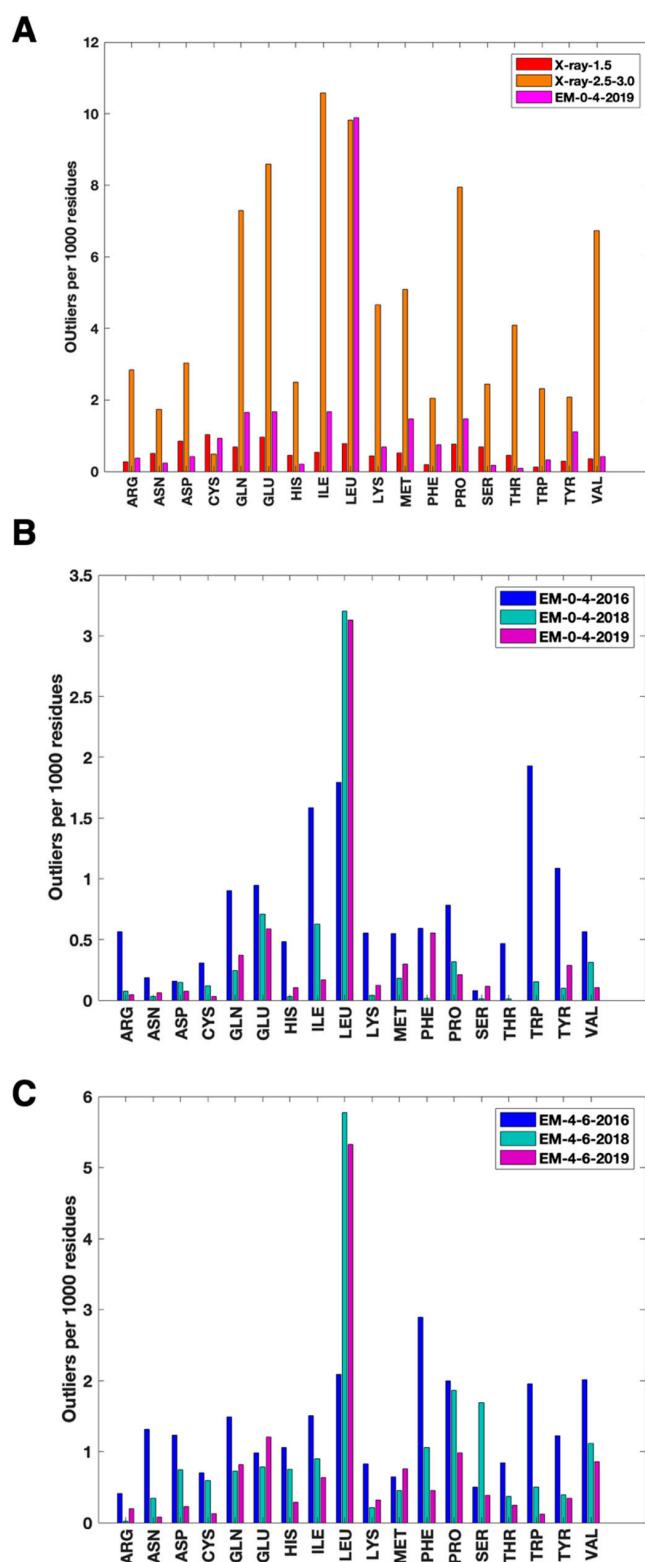 A
12
10
8
6
4
2
0
OUtliers per 1000 residues
X-ray-1.5
X-ray-2.5-3.0
EM-0-4-2019
ARG ASN ASP CYS GLN GLU HIS ILE LEU LYS MET PHE PRO SER THR TRP TYR VAL
B
3.5
3
2.5
2
1.5
1
0.5
0
Outliers per 1000 residues
EM-0-4-2016
EM-0-4-2018
EM-0-4-2019
ARG ASN ASP CYS GLN GLU HIS ILE LEU LYS MET PHE PRO SER THR TRP TYR VAL
C
6
5
4
3
2
1
0
Outliers per 1000 residues
EM-4-6-2016
EM-4-6-2018
EM-4-6-2019
ARG ASN ASP CYS GLN GLU HIS ILE LEU LYS MET PHE PRO SER THR TRP TYR VAL